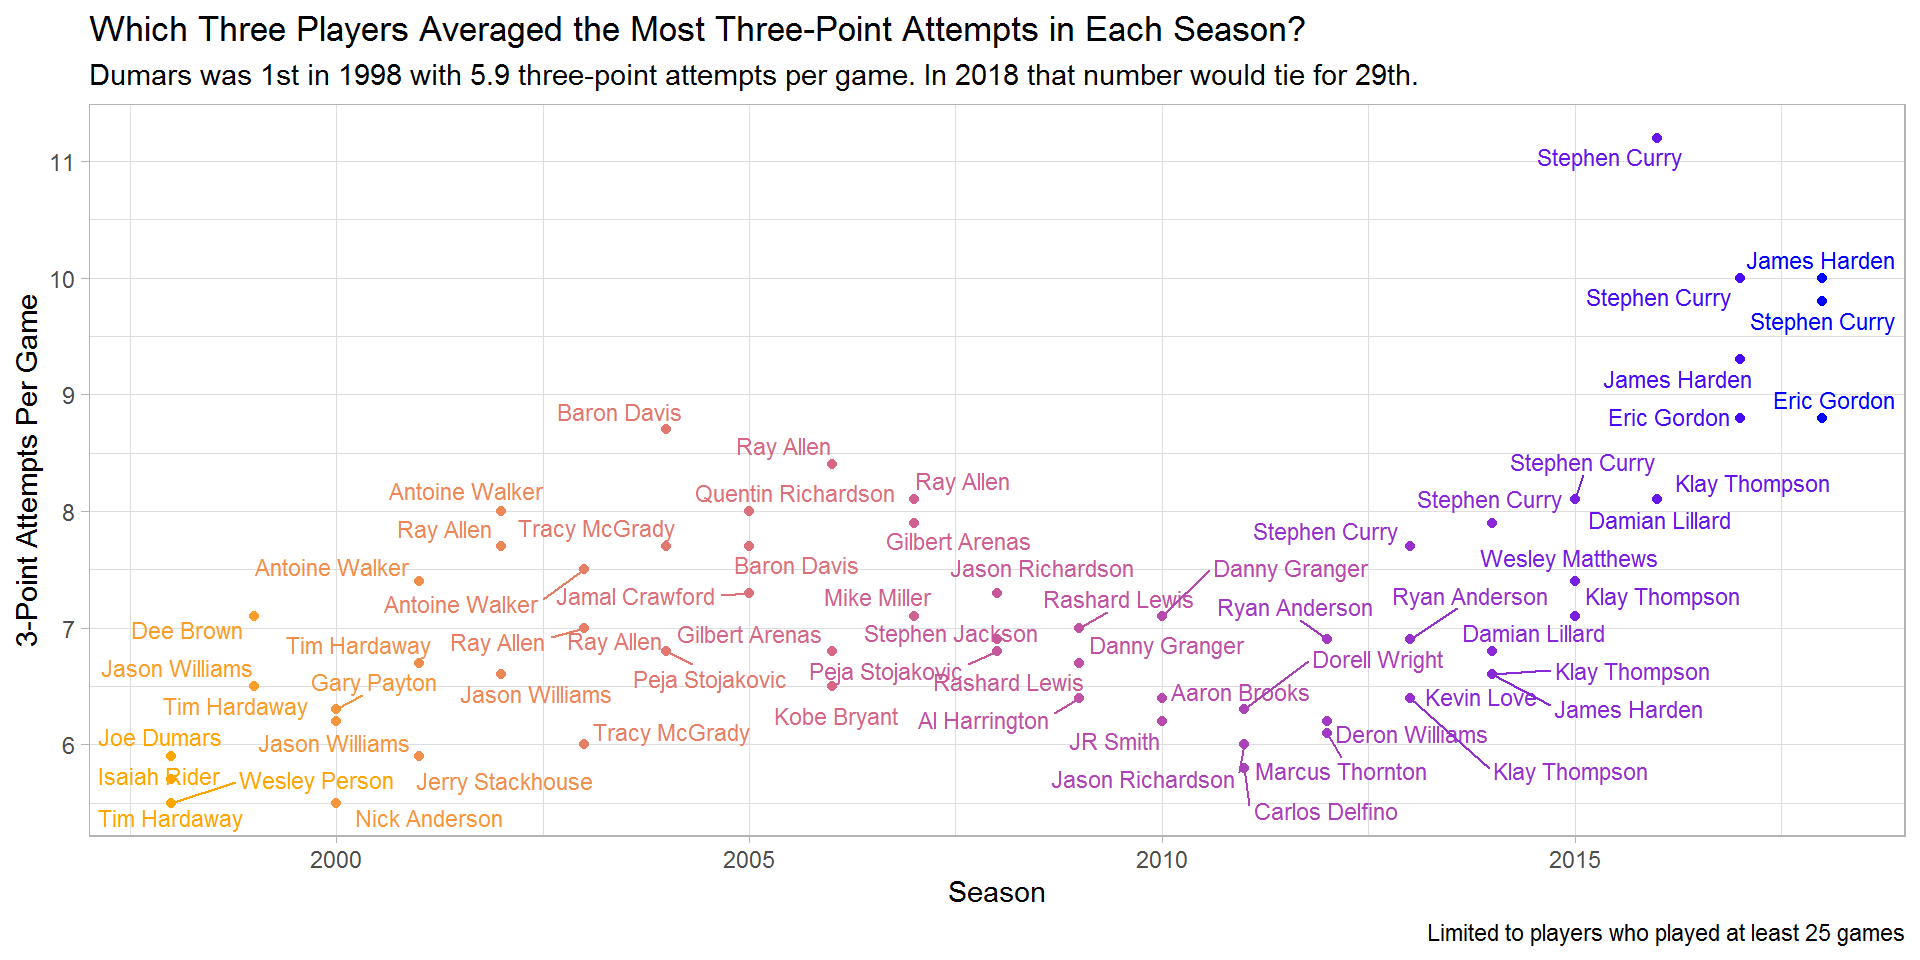 Which Three Players Averaged the Most Three-Point Attempts in Each Season?
Dumars was 1st in 1998 with 5.9 three-point attempts per game. In 2018 that number would tie for 29th.
3-Point Attempts Per Game
11
10
9
8
7
6
Stephen Curry
James Harden
Stephen Curry
Stephen Curry
James Harden
Eric Gordon
Eric Gordon
Baron Davis
Ray Allen
Stephen Curry
Ray Allen
Klay Thompson
Antoine Walker
Quentin Richardson
Stephen Curry
Damian Lillard
Ray Allen
Tracy McGrady
Stephen Curry
Gilbert Arenas
Wesley Matthews
Antoine Walker
Baron Davis
Jason Richardson
Danny Granger
Antoine Walker
Jamal Crawford
Mike Miller
Rashard Lewis
Ryan Anderson
Ryan Anderson
Klay Thompson
Dee Brown
Tim Hardaway
Ray Allen
Ray Allen
Gilbert Arenas
Stephen Jackson
Danny Granger
Damian Lillard
Jason Williams
Gary Payton
Peja Stojakovic
Peja Stojakovic
Rashard Lewis
Dorell Wright
Klay Thompson
Tim Hardaway
Jason Williams
Aaron Brooks
Kevin Love
James Harden
Joe Dumars
Jason Williams
Tracy McGrady
Kobe Bryant
Al Harrington
JR Smith
Deron Williams
Isaiah Rider
Wesley Person
Jerry Stackhouse
Jason Richardson
Marcus Thornton
Klay Thompson
Tim Hardaway
Nick Anderson
Carlos Delfino
2000
2005
2010
2015
Season
Limited to players who played at least 25 games